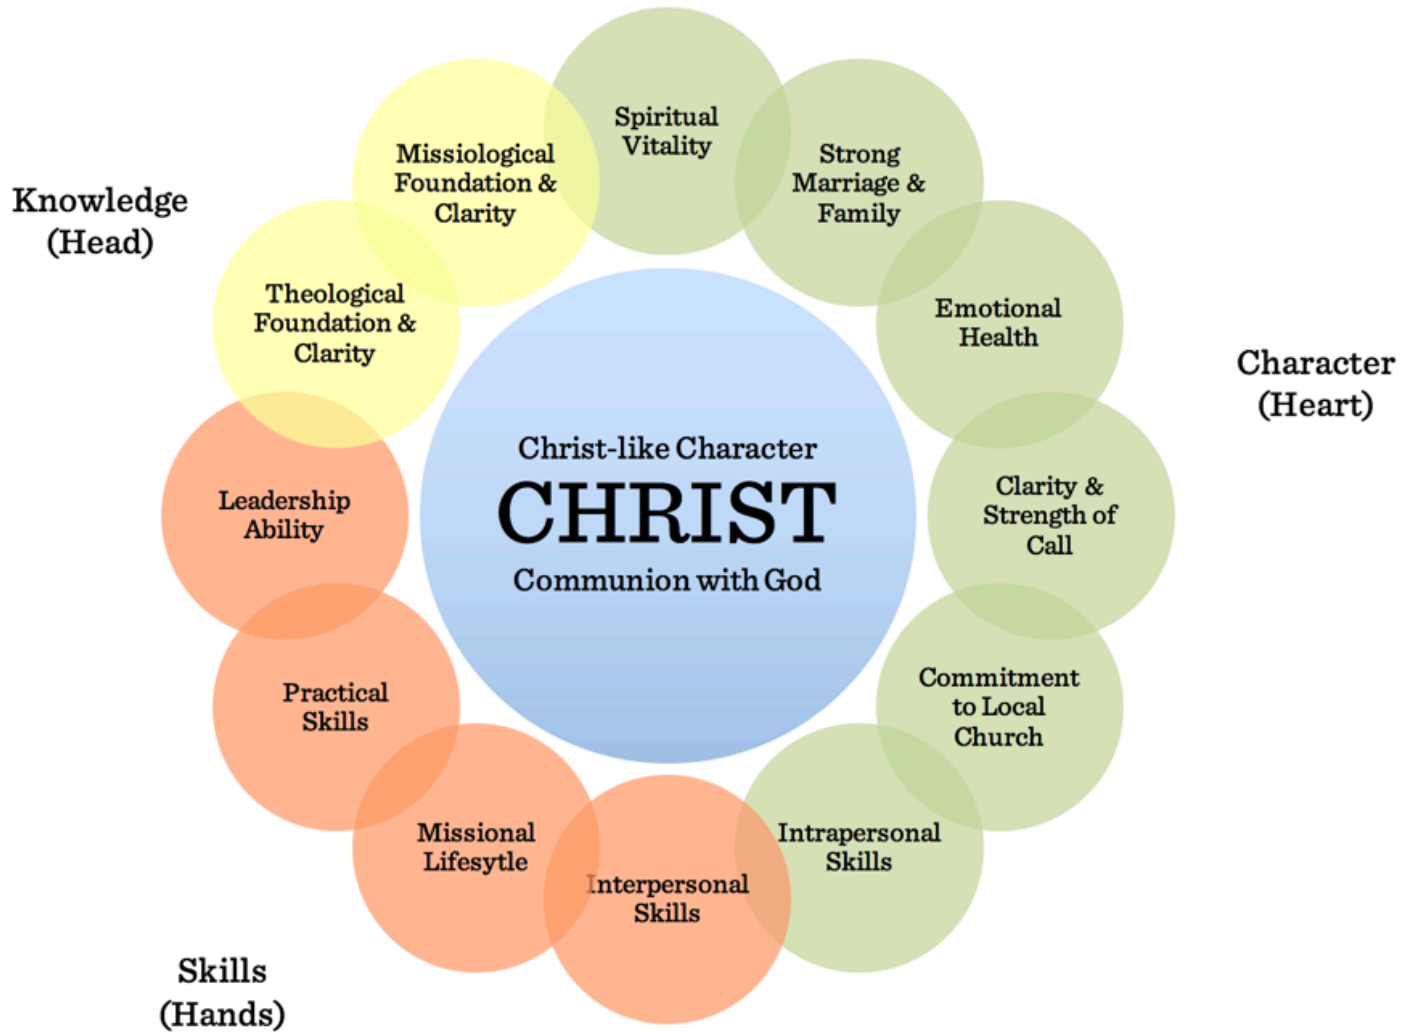 Spiritual
Vitality
Strong
Marriage &
Family
Emotional
Health
Clarity &
Strength of
Call
Commitment
to Local
Church
Intrapersonal
Skills
Interpersonal
Skills
Missional
Lifesytle
Practical
Skills
Leadership
Ability
Theological
Foundation &
Clarity
Missiological
Foundation &
Clarity
Christ-like Character
CHRIST
Communion with God
Knowledge
(Head)
Character
(Heart)
Skills
(Hands)